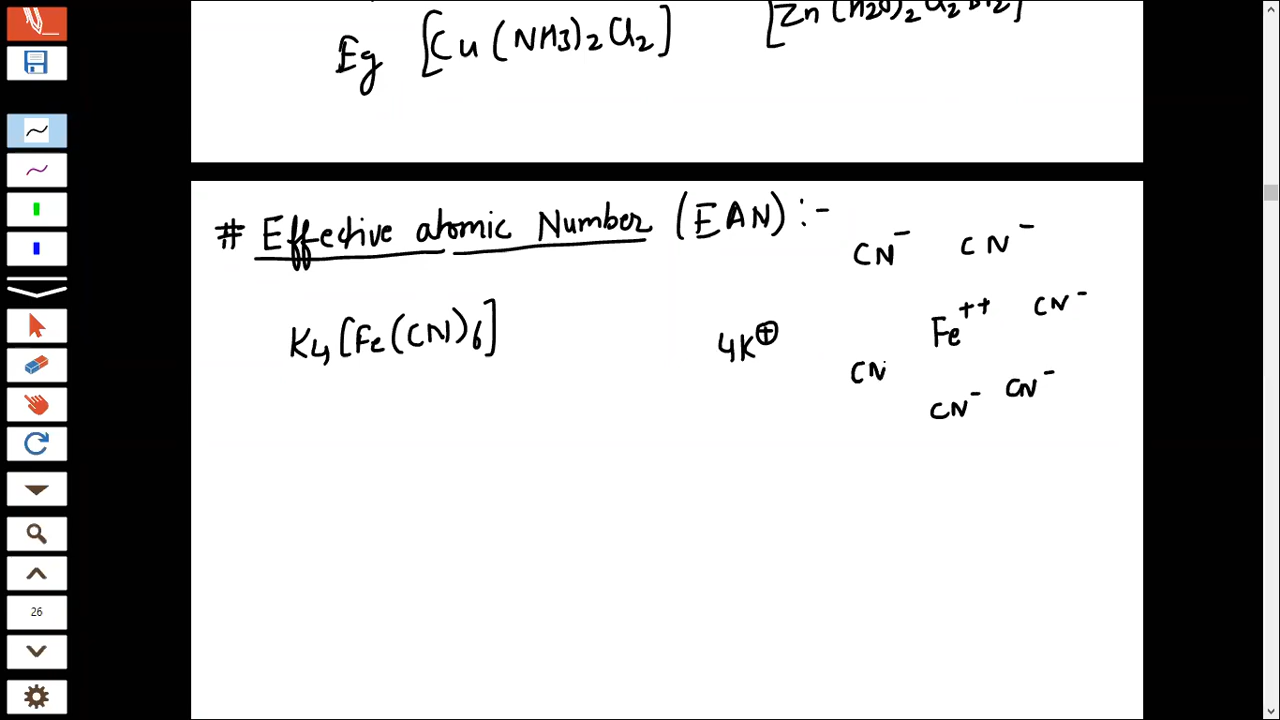 Eg [Cu(NH3)2Cl2]
# Effective atomic Number (EAN) :-
CN⁻ CN⁻
K4[Fe(CN)6] 4K⊕ Fe⁺⁺ CN⁻
CN
CN⁻ CN⁻
26